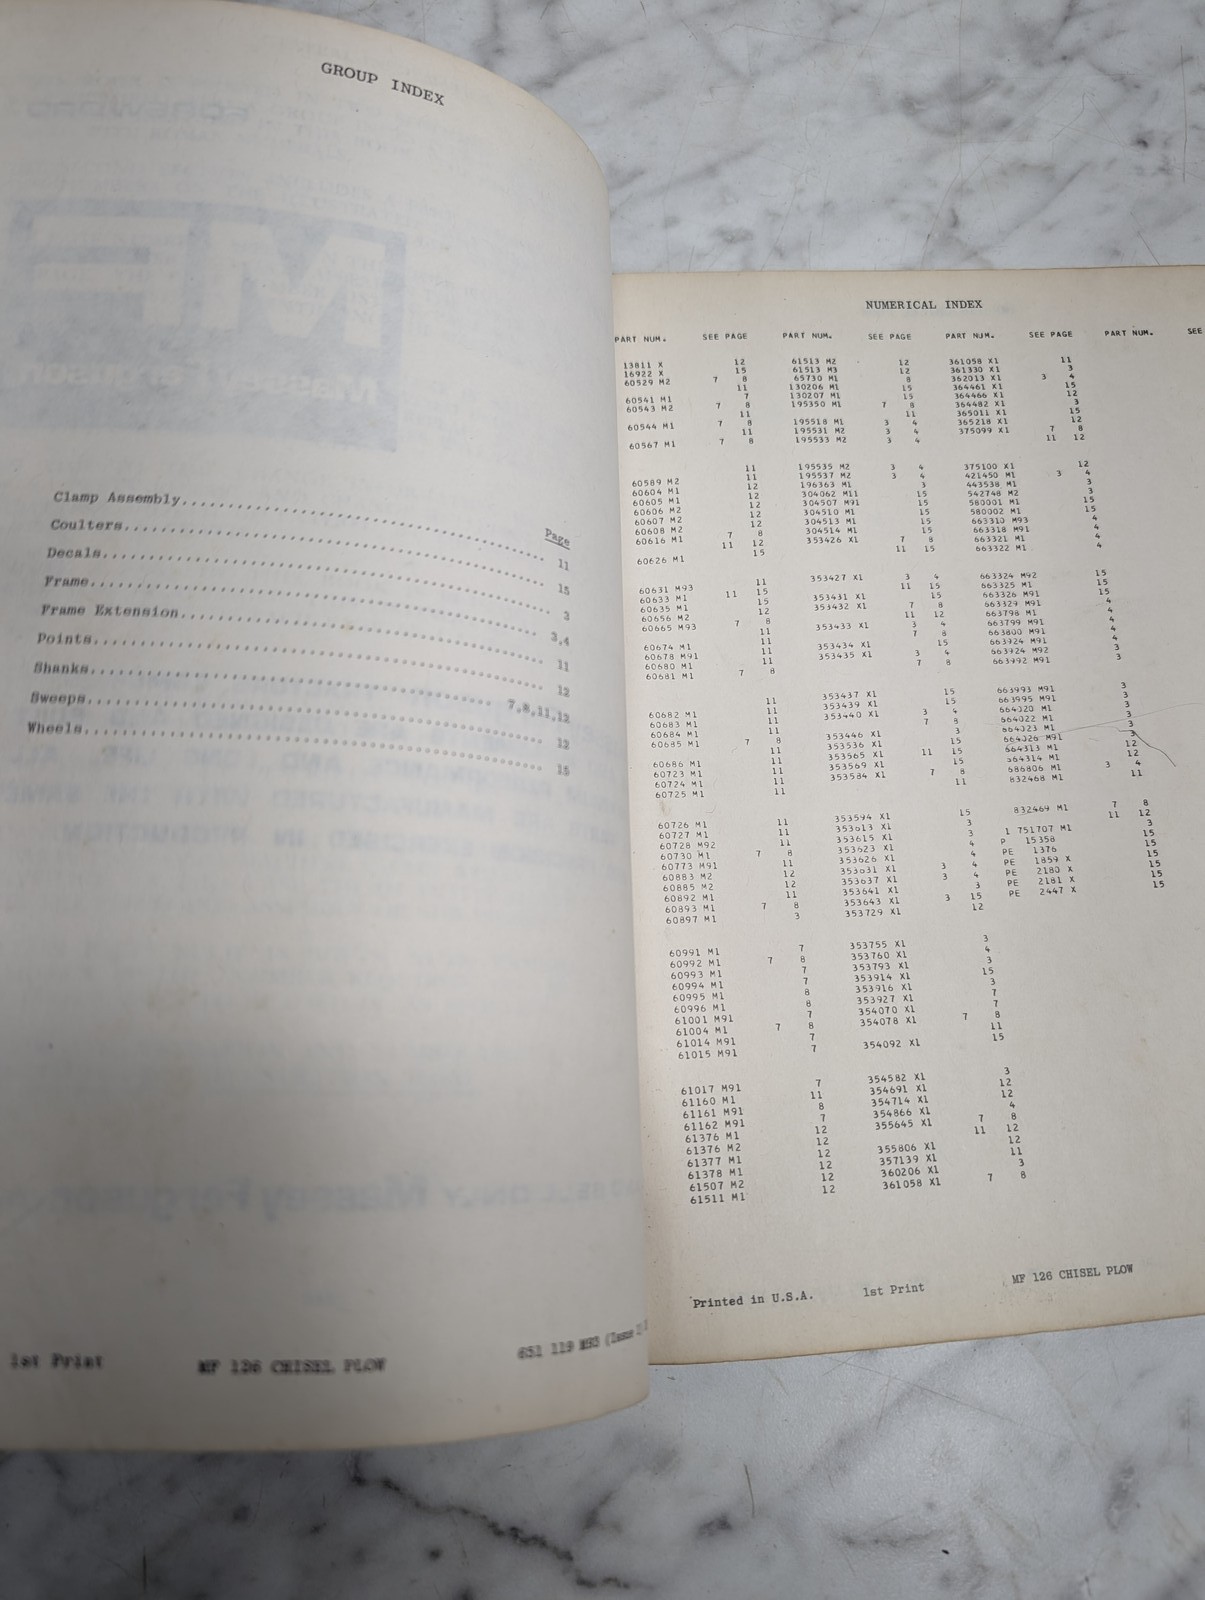 GROUP INDEX
Page
Clamp Assembly 11
Coulters 15
Decals 3
Frame 3,4
Frame Extension 11
Points 12
Shanks 7,8,11,12
Sweeps 12
Wheels 15
1st Print MF 126 CHISEL PLOW 651 119 M93 (Issue
NUMERICAL INDEX
PART NUM. SEE PAGE PART NUM. SEE PAGE PART NUM. SEE PAGE PART NUM. SEE
13811 X 12 61513 M2 12 361058 X1 11
16922 X 15 61513 M3 12 361330 X1 3
60529 M2 7 8 65730 M1 8 362013 X1 3 4
11 130206 M1 15 364461 X1 15
60541 M1 7 130207 M1 15 364466 X1 12
60543 M2 7 8 195350 M1 7 8 364482 X1 3
11 11 365011 X1 15
60544 M1 7 8 195518 M1 3 4 365218 X1 12
11 195531 M2 3 4 375099 X1 7 8
60567 M1 7 8 195533 M2 3 4 11 12
11 195535 M2 3 4 375100 X1 12
60589 M2 11 195537 M2 3 4 421450 M1 3 4
60604 M1 12 196363 M1 3 443538 M1 3
60605 M1 12 304062 M11 15 542748 M2 3
60606 M2 12 304507 M91 15 580001 M1 15
60607 M2 12 304510 M1 15 580002 M1 15
60608 M2 12 304513 M1 15 663310 M93 4
60616 M1 7 8 304514 M1 15 663318 M91 4
11 12 353426 X1 7 8 663321 M1 4
60626 M1 15 11 15 663322 M1 4
60631 M93 11 353427 X1 3 4 663324 M92 15
60633 M1 11 15 11 15 663325 M1 15
60635 M1 15 353431 X1 15 663326 M91 15
60656 M2 12 353432 X1 7 8 663329 M91 4
60665 M93 7 8 11 12 663798 M1 4
11 353433 X1 3 4 663799 M91 4
60674 M1 11 7 8 663800 M91 4
60678 M91 11 353434 X1 15 663924 M91 4
60680 M1 11 353435 X1 3 4 663924 M92 3
60681 M1 7 8 7 8 663992 M91 3
11 353437 X1 15 663993 M91 3
60682 M1 11 353439 X1 15 663995 M91 3
60683 M1 11 353440 X1 3 4 664020 M1 3
60684 M1 11 7 8 664022 M1 3
60685 M1 7 8 353446 X1 3 664023 M1 3
11 353536 X1 15 664026 M91 3
60686 M1 11 353565 X1 11 15 664313 M1 12
60723 M1 11 353569 X1 15 664314 M1 12
60724 M1 11 353584 X1 7 8 686806 M1 3 4
60725 M1 11 11 832468 M1 11
60726 M1 11 353594 X1 15 832469 M1 7 8
60727 M1 11 353613 X1 3 11 12
60728 M92 11 353615 X1 3 1 751707 M1 3
60730 M1 7 8 353623 X1 4 P 15358 15
60773 M91 11 353626 X1 4 PE 1376 15
60883 M2 12 353631 X1 3 4 PE 1859 X 15
60885 M2 12 353637 X1 3 4 PE 2180 X 15
60892 M1 11 353641 X1 3 PE 2181 X 15
60893 M1 7 8 353643 X1 3 15 PE 2447 X 15
60897 M1 3 353729 X1 12
60991 M1 7 353755 X1 3
60992 M1 7 8 353760 X1 4
60993 M1 7 353793 X1 3
60994 M1 7 353914 X1 15
60995 M1 8 353916 X1 3
60996 M1 8 353927 X1 7
61001 M91 7 354070 X1 7
61004 M1 7 8 354078 X1 7 8
61014 M91 7 11
61015 M91 7 354092 X1 15
61017 M91 7 354582 X1 3
61160 M1 11 354691 X1 12
61161 M91 8 354714 X1 12
61162 M91 7 354866 X1 4
61376 M1 12 355645 X1 7 8
61376 M2 12 11 12
61377 M1 12 355806 X1 12
61378 M1 12 357139 X1 11
61507 M2 12 360206 X1 3
61511 M1 12 361058 X1 7 8
Printed in U.S.A. 1st Print MF 126 CHISEL PLOW